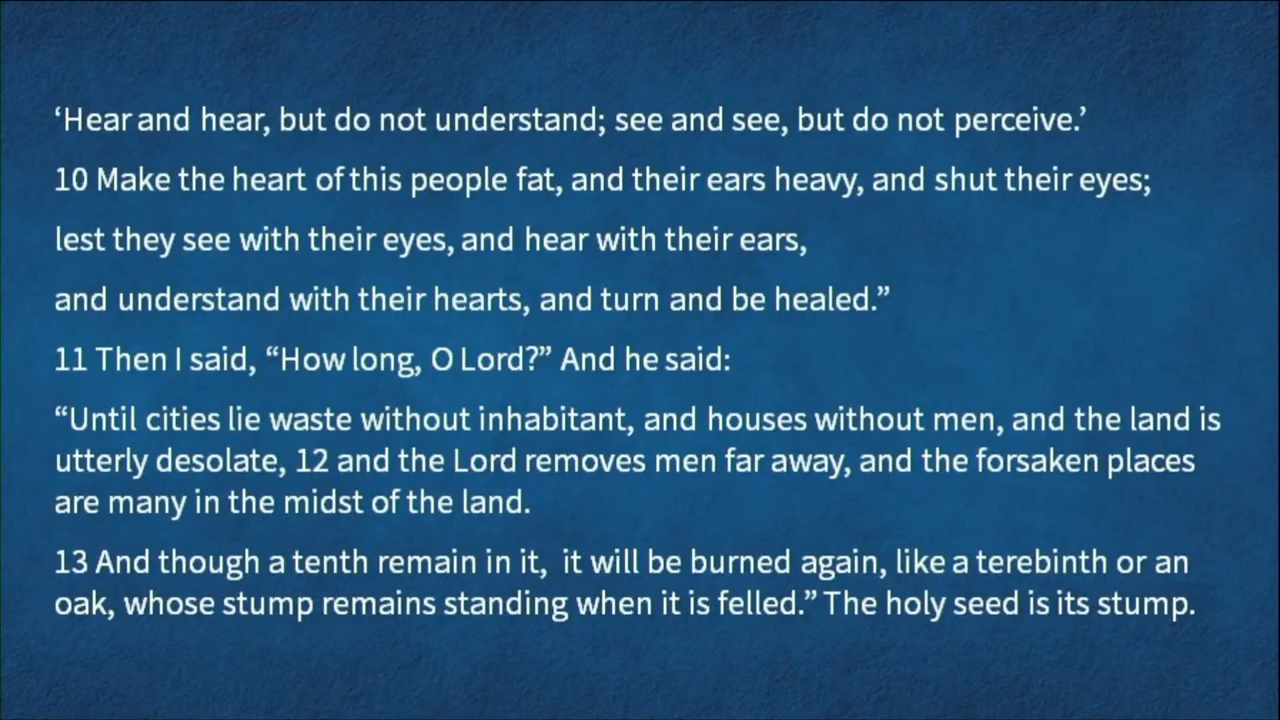 ‘Hear and hear, but do not understand; see and see, but do not perceive.’
10 Make the heart of this people fat, and their ears heavy, and shut their eyes;
lest they see with their eyes, and hear with their ears,
and understand with their hearts, and turn and be healed.”
11 Then I said, “How long, O Lord?” And he said:
“Until cities lie waste without inhabitant, and houses without men, and the land is
utterly desolate, 12 and the Lord removes men far away, and the forsaken places
are many in the midst of the land.
13 And though a tenth remain in it, it will be burned again, like a terebinth or an
oak, whose stump remains standing when it is felled.” The holy seed is its stump.